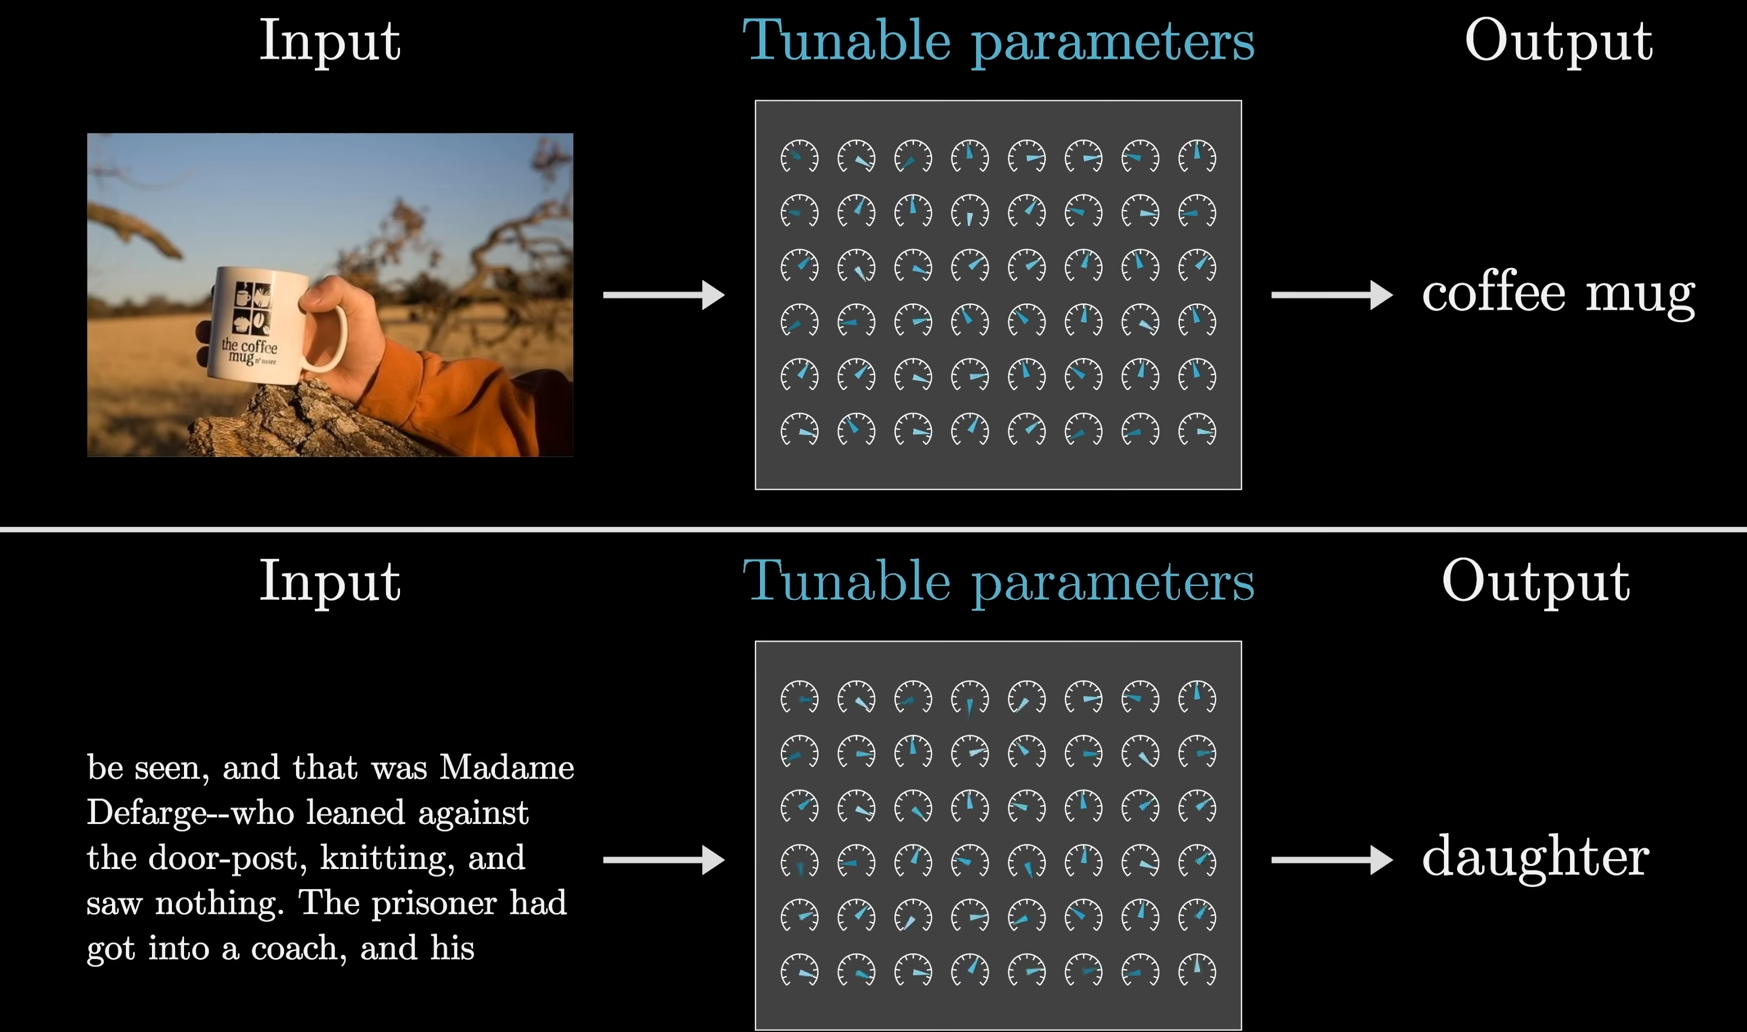 Input
Tunable parameters
Output
the coffee
mug n' more
coffee mug
Input
Tunable parameters
Output
be seen, and that was Madame
Defarge--who leaned against
the door-post, knitting, and
saw nothing. The prisoner had
got into a coach, and his
daughter